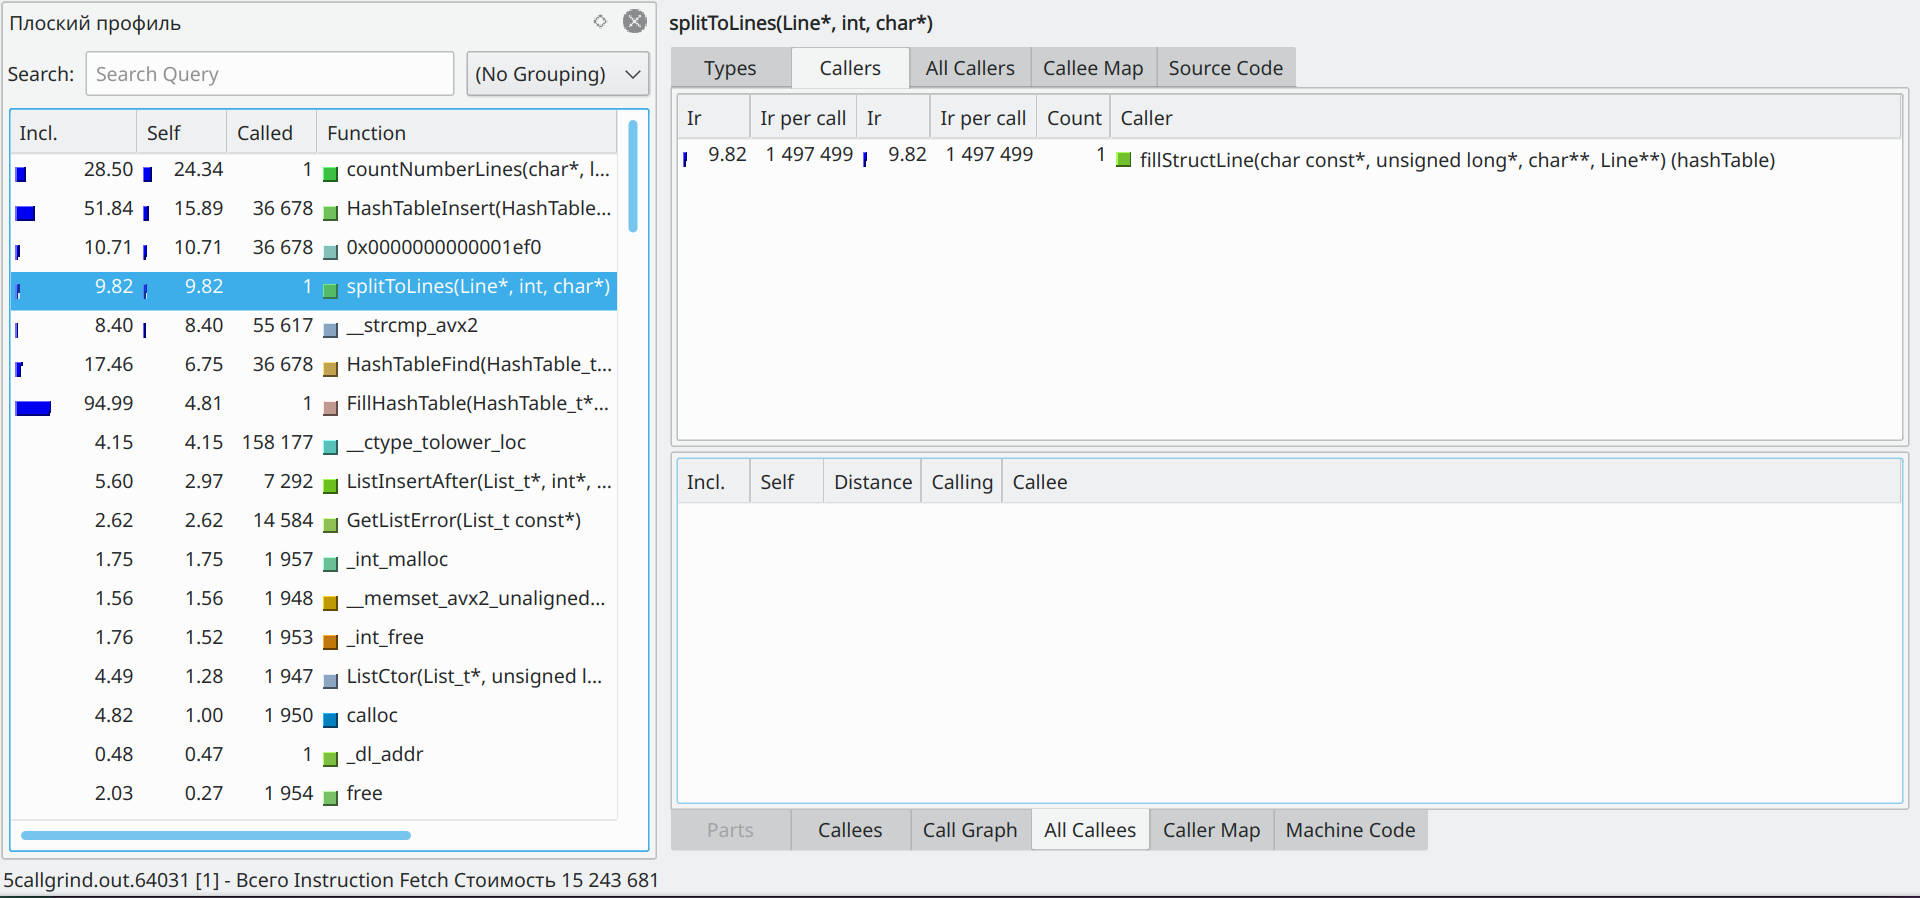 Плоский профиль
Search: Search Query (No Grouping)
Incl. Self Called Function
28.50 24.34 1 countNumberLines(char*, l...
51.84 15.89 36 678 HashTableInsert(HashTable...
10.71 10.71 36 678 0x0000000000001ef0
9.82 9.82 1 splitToLines(Line*, int, char*)
8.40 8.40 55 617 __strcmp_avx2
17.46 6.75 36 678 HashTableFind(HashTable_t...
94.99 4.81 1 FillHashTable(HashTable_t*...
4.15 4.15 158 177 __ctype_tolower_loc
5.60 2.97 7 292 ListInsertAfter(List_t*, int*, ...
2.62 2.62 14 584 GetListError(List_t const*)
1.75 1.75 1 957 _int_malloc
1.56 1.56 1 948 __memset_avx2_unaligned...
1.76 1.52 1 953 _int_free
4.49 1.28 1 947 ListCtor(List_t*, unsigned l...
4.82 1.00 1 950 calloc
0.48 0.47 1 _dl_addr
2.03 0.27 1 954 free
splitToLines(Line*, int, char*)
Types Callers All Callers Callee Map Source Code
Ir Ir per call Ir Ir per call Count Caller
9.82 1 497 499 9.82 1 497 499 1 fillStructLine(char const*, unsigned long*, char**, Line**) (hashTable)
Incl. Self Distance Calling Callee
Parts Callees Call Graph All Callees Caller Map Machine Code
5callgrind.out.64031 [1] - Всего Instruction Fetch Стоимость 15 243 681